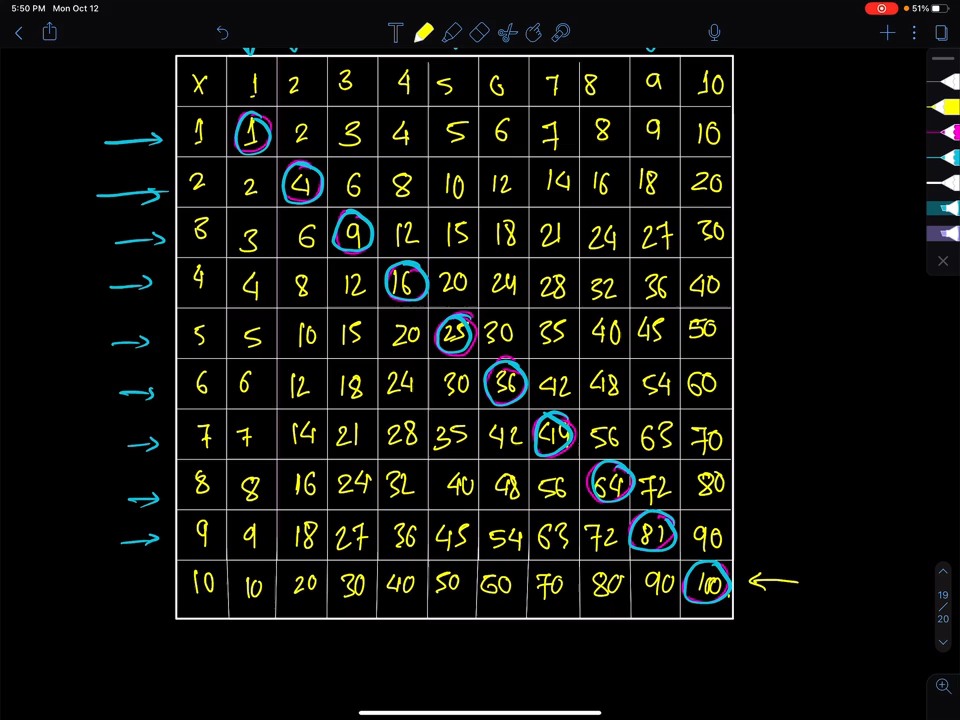 5:50 PM Mon Oct 12 51%
T
X 1 2 3 4 5 6 7 8 9 10
1 1 2 3 4 5 6 7 8 9 10
2 2 4 6 8 10 12 14 16 18 20
3 3 6 9 12 15 18 21 24 27 30
4 4 8 12 16 20 24 28 32 36 40
5 5 10 15 20 25 30 35 40 45 50
6 6 12 18 24 30 36 42 48 54 60
7 7 14 21 28 35 42 49 56 63 70
8 8 16 24 32 40 48 56 64 72 80
9 9 18 27 36 45 54 63 72 81 90
10 10 20 30 40 50 60 70 80 90 100
19
/
20